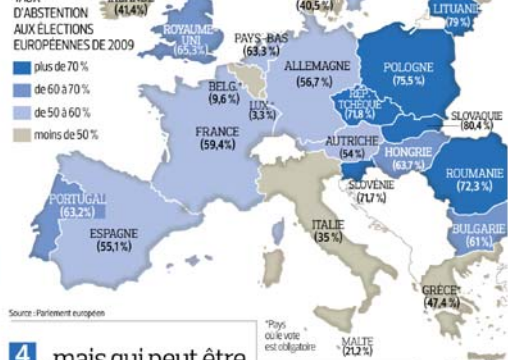 D'ABSTENTION
AUX ÉLECTIONS
EUROPÉENNES DE 2009
plus de 70 %
de 60 à 70 %
de 50 à 60 %
moins de 50 %
(41,4%)
ROYAUME
UNI
(65,3%)
(40,5 %)
LITUANIE
(79 %)
PAYS-BAS
(63,3 %)
BELG.*
(9,6 %)
LUX.*
(3,3 %)
ALLEMAGNE
(56,7 %)
POLOGNE
(75,5 %)
RÉP.
TCHÈQUE
(71,8 %)
SLOVAQUIE
(80,4 %)
FRANCE
(59,4%)
AUTRICHE
(54 %)
HONGRIE
(63,7 %)
SLOVÉNIE
(71,7 %)
ROUMANIE
(72,3 %)
PORTUGAL
(63,2%)
ESPAGNE
(55,1 %)
ITALIE
(35 %)
BULGARIE
(61 %)
GRÈCE*
(47,4 %)
MALTE
(21,2 %)
Source : Parlement européen
*Pays
où le vote
est obligatoire
4 mais qui peut être